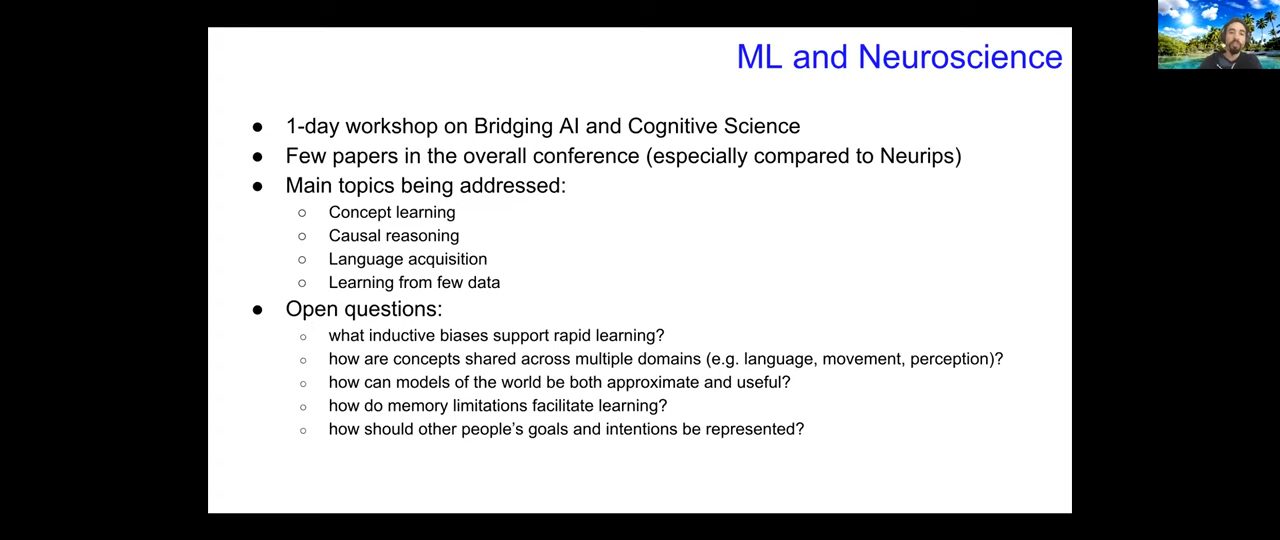 ML and Neuroscience
● 1-day workshop on Bridging AI and Cognitive Science
● Few papers in the overall conference (especially compared to Neurips)
● Main topics being addressed:
○ Concept learning
○ Causal reasoning
○ Language acquisition
○ Learning from few data
● Open questions:
○ what inductive biases support rapid learning?
○ how are concepts shared across multiple domains (e.g. language, movement, perception)?
○ how can models of the world be both approximate and useful?
○ how do memory limitations facilitate learning?
○ how should other people’s goals and intentions be represented?